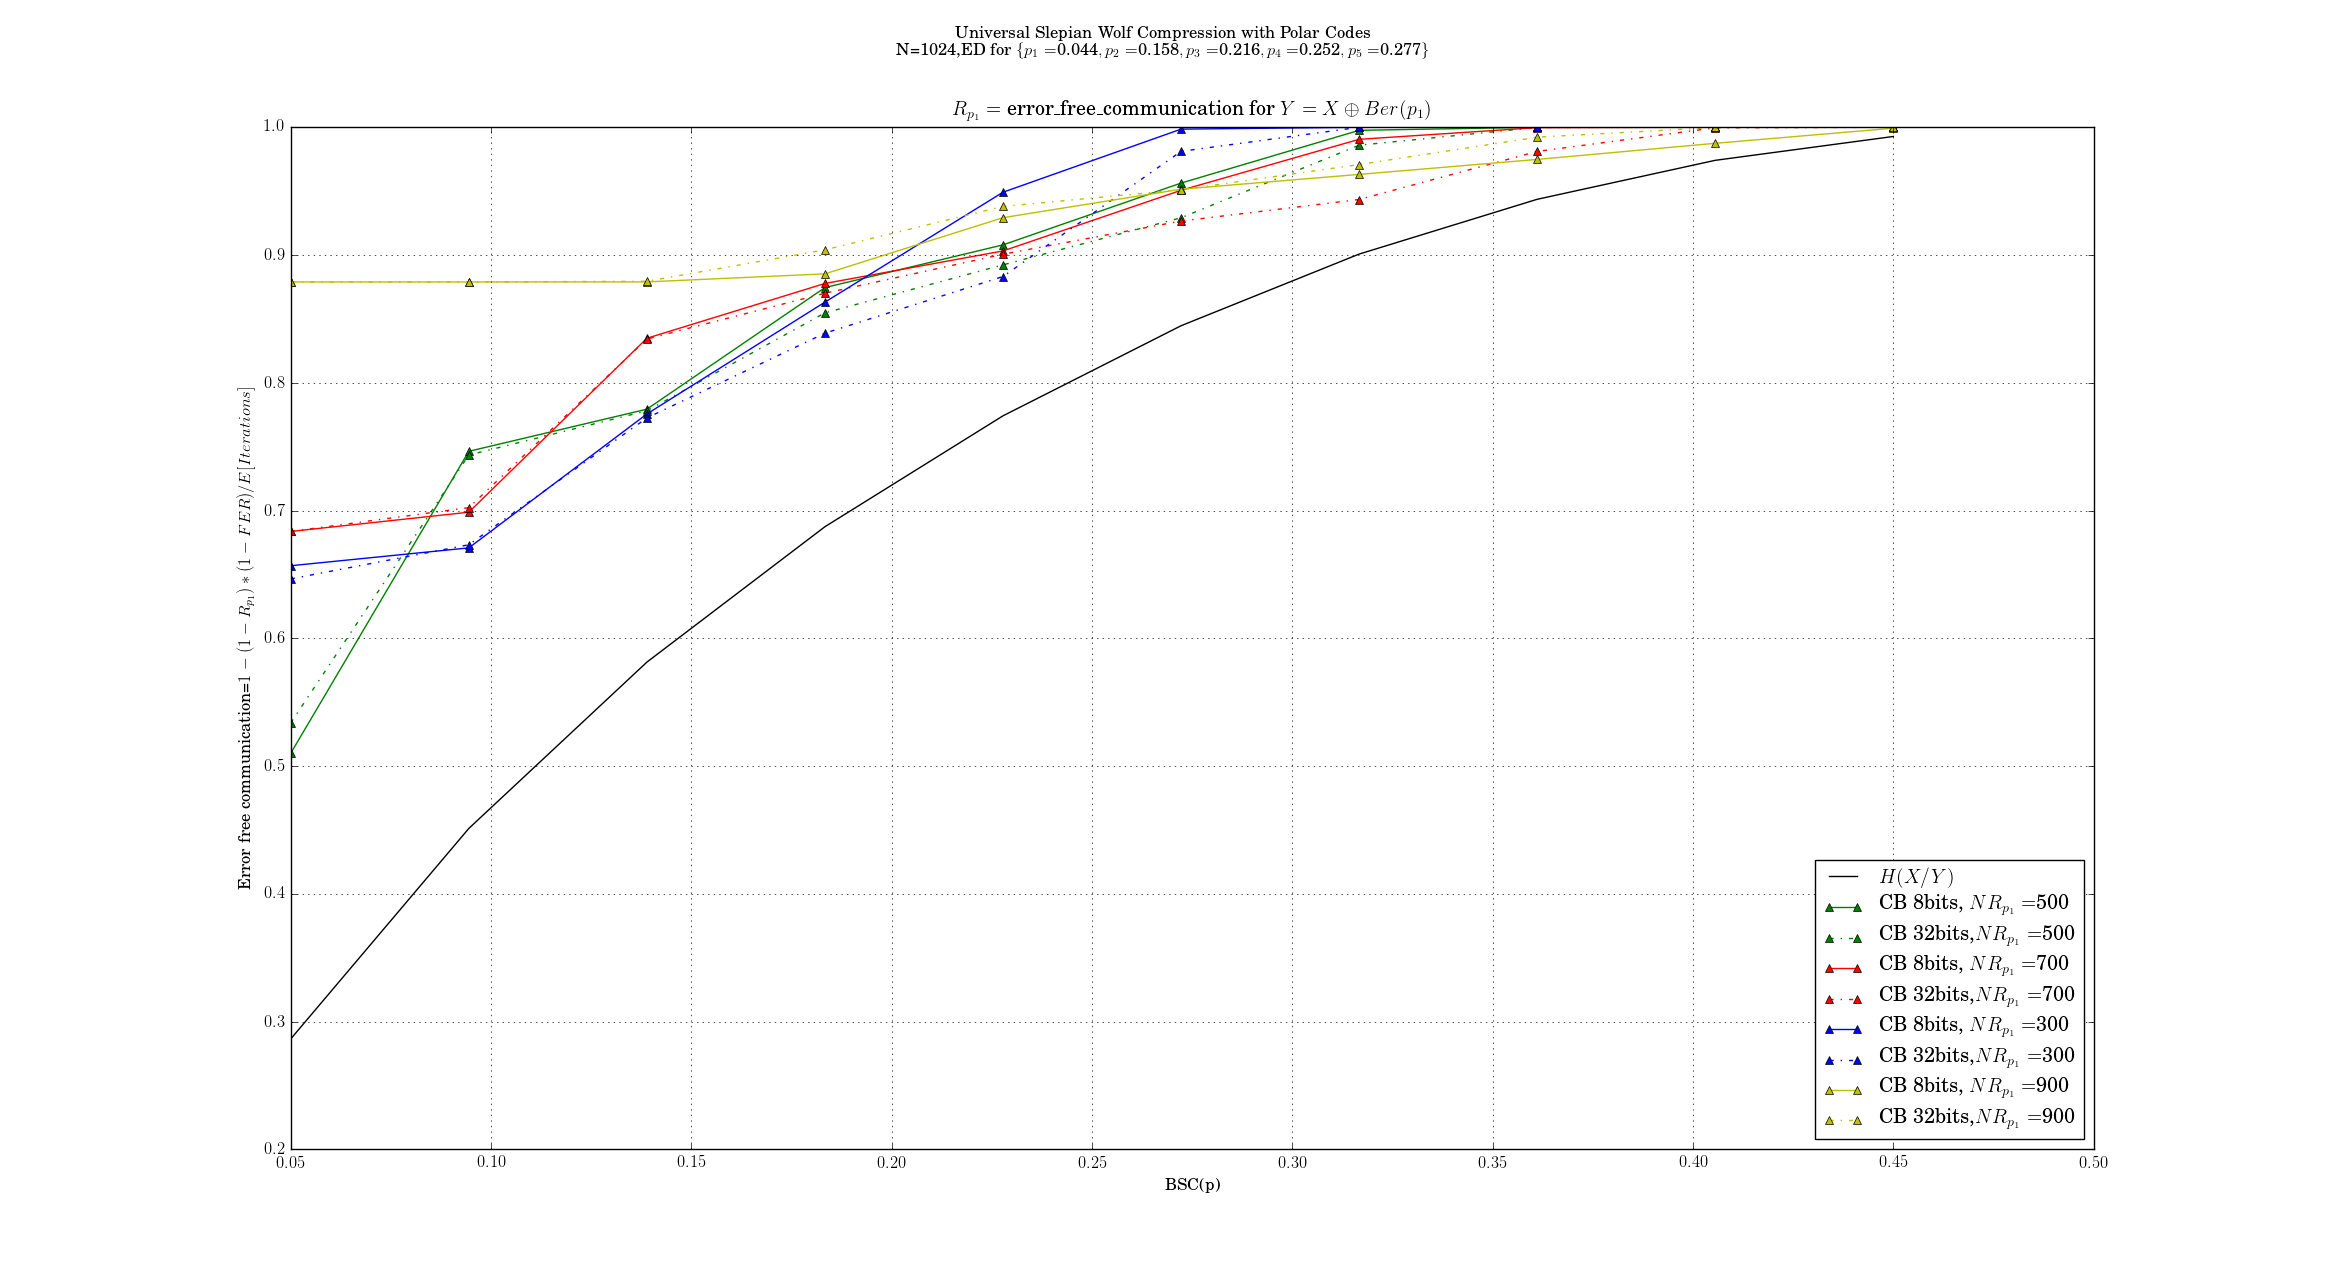 Universal Slepian Wolf Compression with Polar Codes
N=1024,ED for {p₁ =0.044, p₂ =0.158, p₃ =0.216, p₄ =0.252, p₅ =0.277}
R_{p₁} = error_free_communication for Y = X ⊕ Ber(p₁)
Error free communication=1 − (1 − R_{p₁}) * (1 − FER)/E[Iterations]
1.0
0.9
0.8
0.7
0.6
0.5
0.4
0.3
0.2
0.05 0.10 0.15 0.20 0.25 0.30 0.35 0.40 0.45 0.50
BSC(p)
H(X/Y)
CB 8bits, NR_{p₁} =500
CB 32bits,NR_{p₁} =500
CB 8bits, NR_{p₁} =700
CB 32bits,NR_{p₁} =700
CB 8bits, NR_{p₁} =300
CB 32bits,NR_{p₁} =300
CB 8bits, NR_{p₁} =900
CB 32bits,NR_{p₁} =900